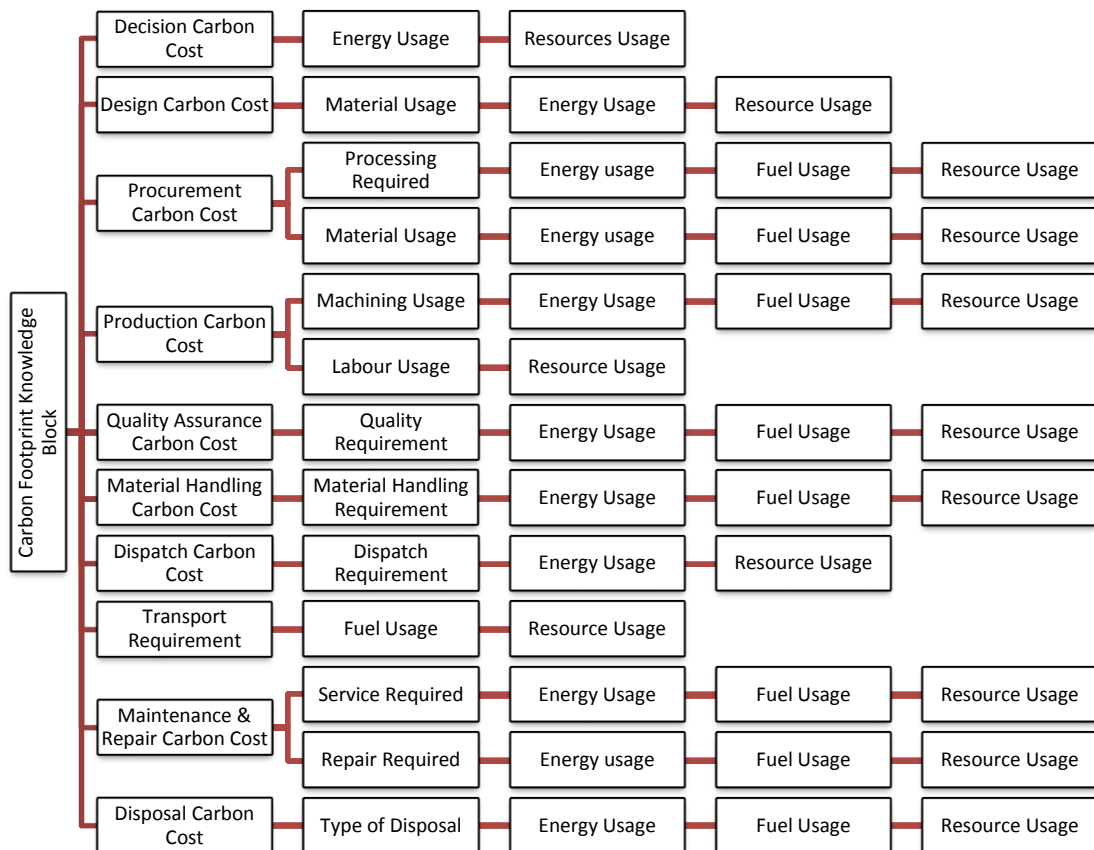 Decision Carbon
Cost
Energy Usage
Resources Usage
Design Carbon Cost
Material Usage
Energy Usage
Resource Usage
Procurement
Carbon Cost
Processing
Required
Energy usage
Fuel Usage
Resource Usage
Material Usage
Energy usage
Fuel Usage
Resource Usage
Carbon Footprint Knowledge
Block
Production Carbon
Cost
Machining Usage
Energy Usage
Fuel Usage
Resource Usage
Labour Usage
Resource Usage
Quality Assurance
Carbon Cost
Quality
Requirement
Energy Usage
Fuel Usage
Resource Usage
Material Handling
Carbon Cost
Material Handling
Requirement
Energy Usage
Fuel Usage
Resource Usage
Dispatch Carbon
Cost
Dispatch
Requirement
Energy Usage
Resource Usage
Transport
Requirement
Fuel Usage
Resource Usage
Maintenance &
Repair Carbon Cost
Service Required
Energy Usage
Fuel Usage
Resource Usage
Repair Required
Energy usage
Fuel Usage
Resource Usage
Disposal Carbon
Cost
Type of Disposal
Energy Usage
Fuel Usage
Resource Usage